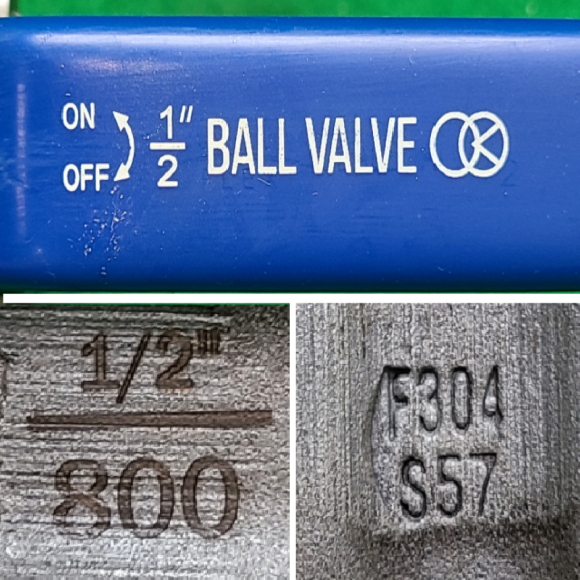 ON
OFF
1/2" BALL VALVE
1/2"
800
F304
S57